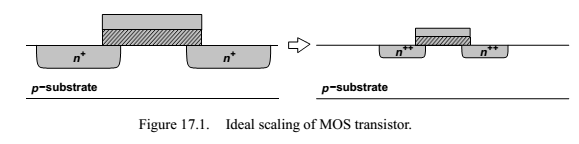 n+ n+ n++ n++
p−substrate p−substrate
Figure 17.1. Ideal scaling of MOS transistor.